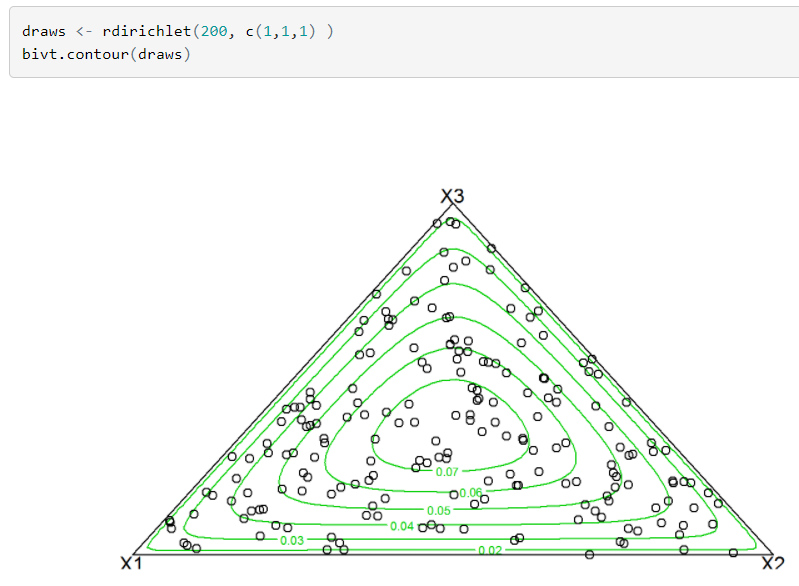 draws <- rdirichlet(200, c(1,1,1) )
bivt.contour(draws)
X3
0.07
0.06
0.05
0.04
0.03
0.02
X1 X2